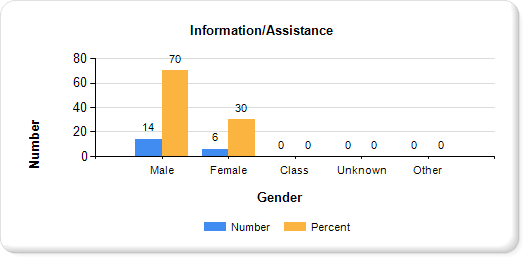 Information/Assistance
Number
80
60
40
20
0
14 70
6 30
0 0
0 0
0 0
Male Female Class Unknown Other
Gender
Number Percent